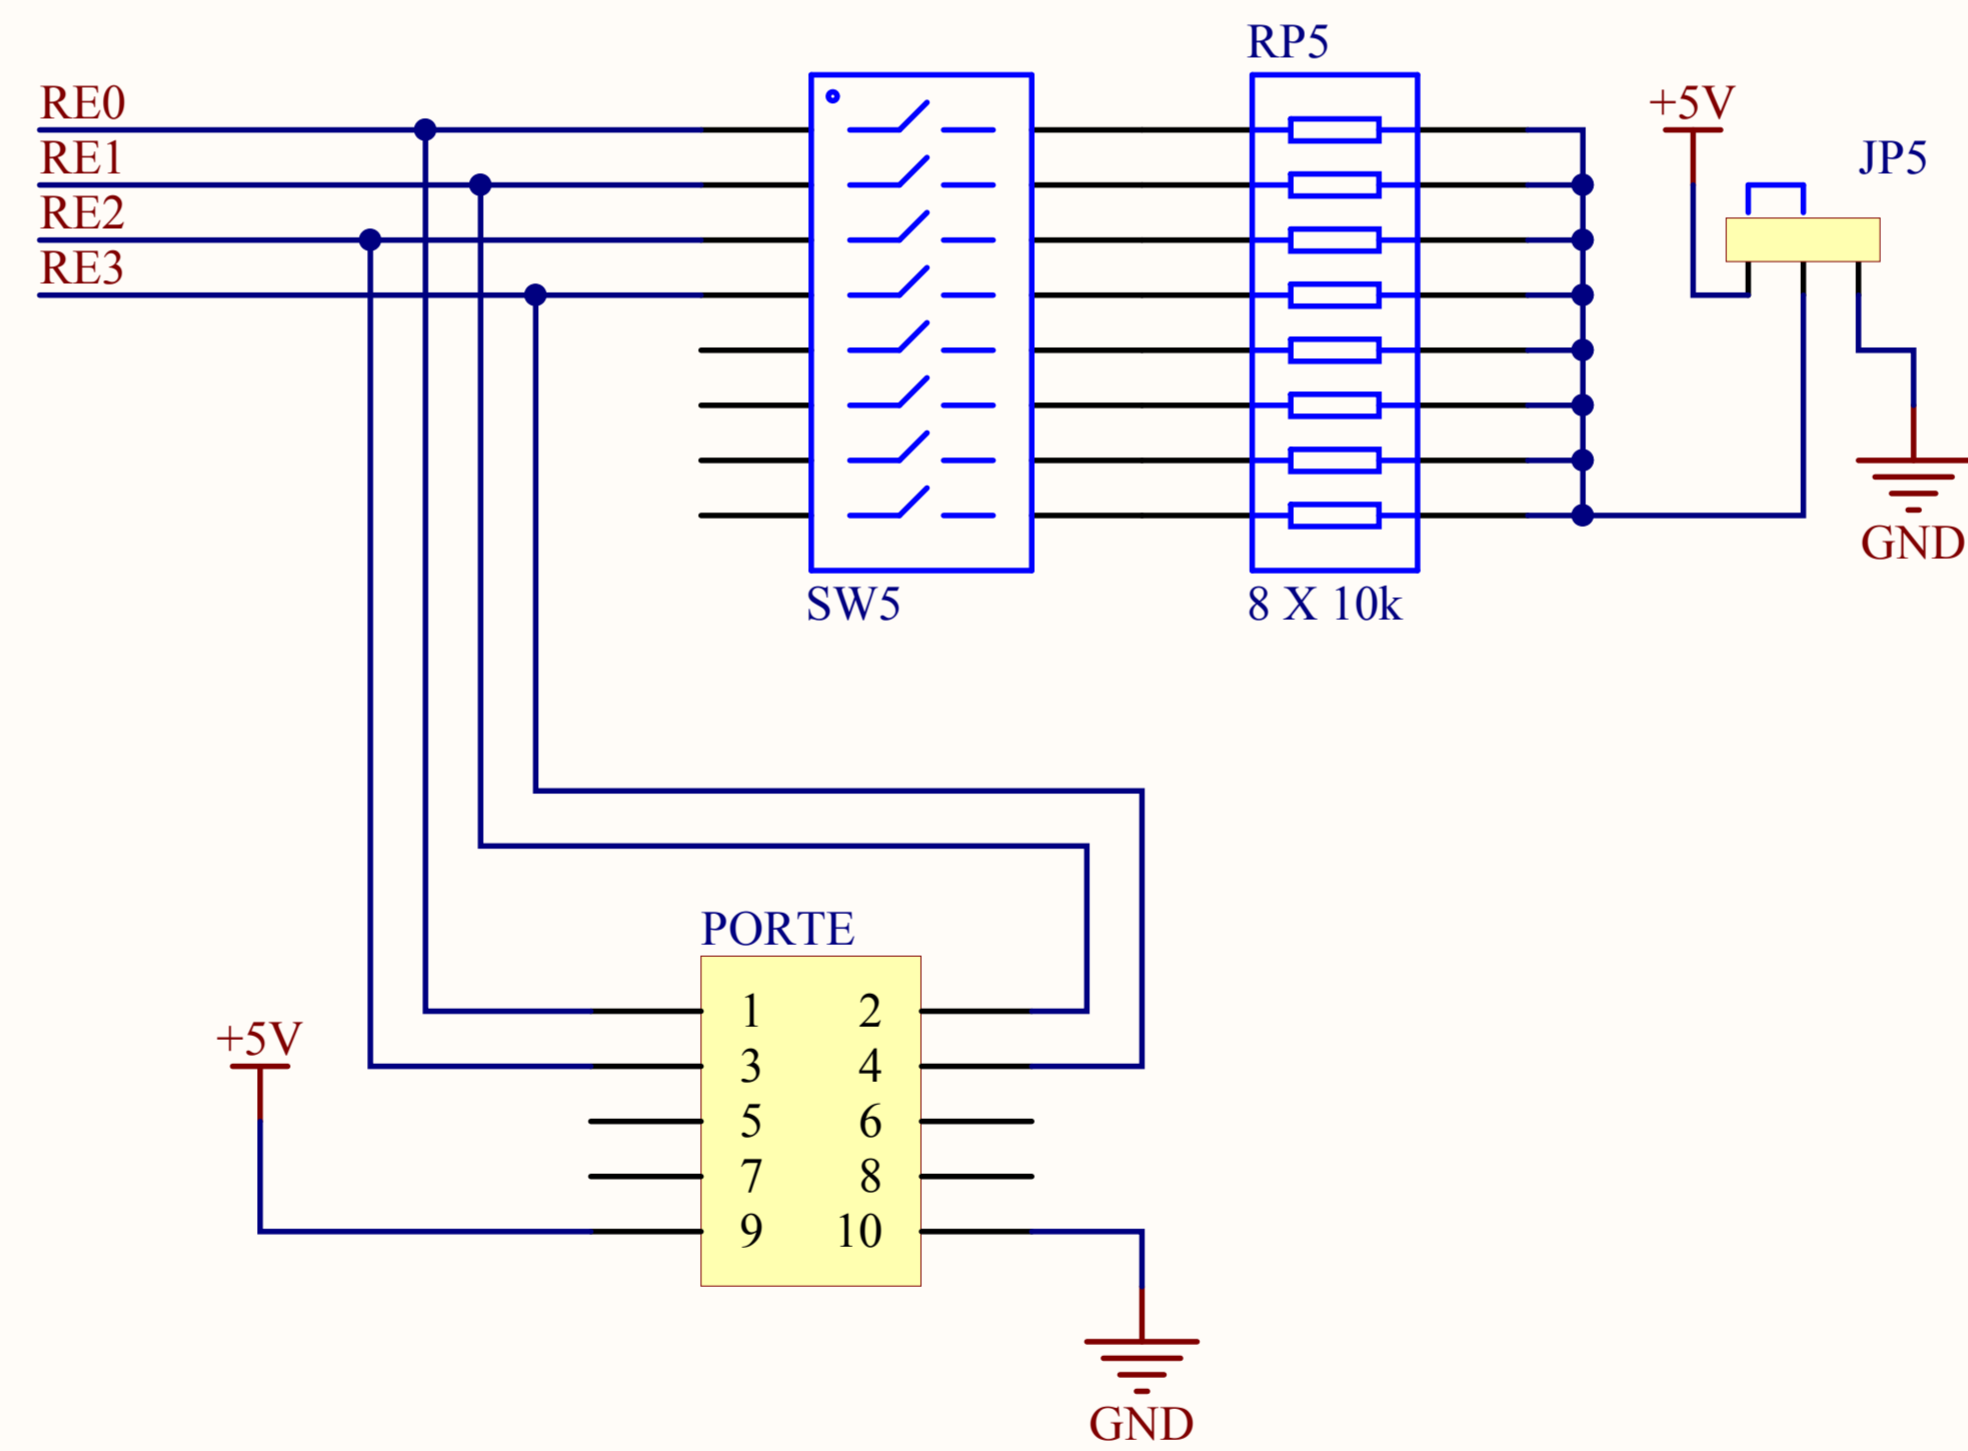 RP5
RE0
+5V
RE1
JP5
RE2
RE3
SW5
8 X 10k
GND
PORTE
1 2
+5V
3 4
5 6
7 8
9 10
GND